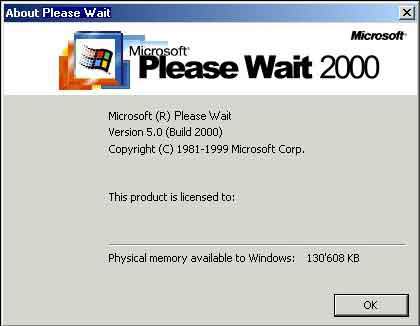 About Please Wait
Microsoft®
Microsoft®
Please Wait 2000
Microsoft (R) Please Wait
Version 5.0 (Build 2000)
Copyright (C) 1981-1999 Microsoft Corp.
This product is licensed to:
Physical memory available to Windows: 130'608 KB
OK